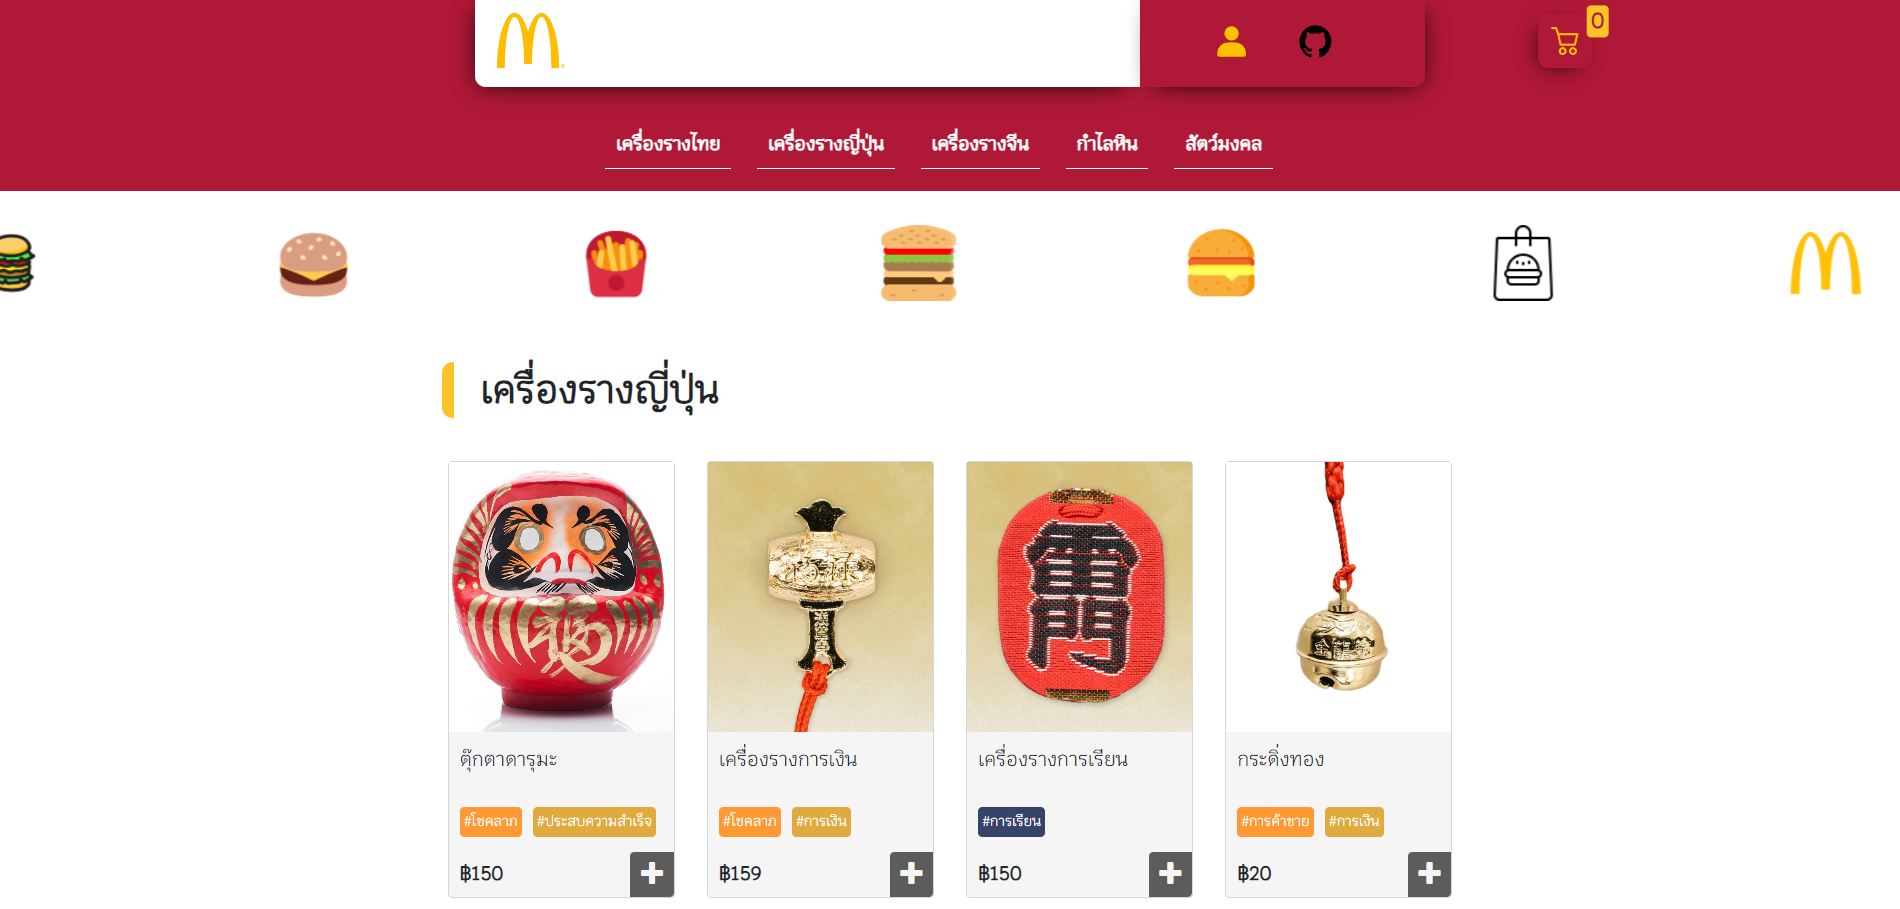 0
เครื่องรางไทย เครื่องรางญี่ปุ่น เครื่องรางจีน กำไลหิน สัตว์มงคล
เครื่องรางญี่ปุ่น
雷門
ตุ๊กตาดารุมะ
#โชคลาภ #ประสบความสำเร็จ
฿150
เครื่องรางการเงิน
#โชคลาภ #การเงิน
฿159
เครื่องรางการเรียน
#การเรียน
฿150
กระดิ่งทอง
#การค้าขาย #การเงิน
฿20